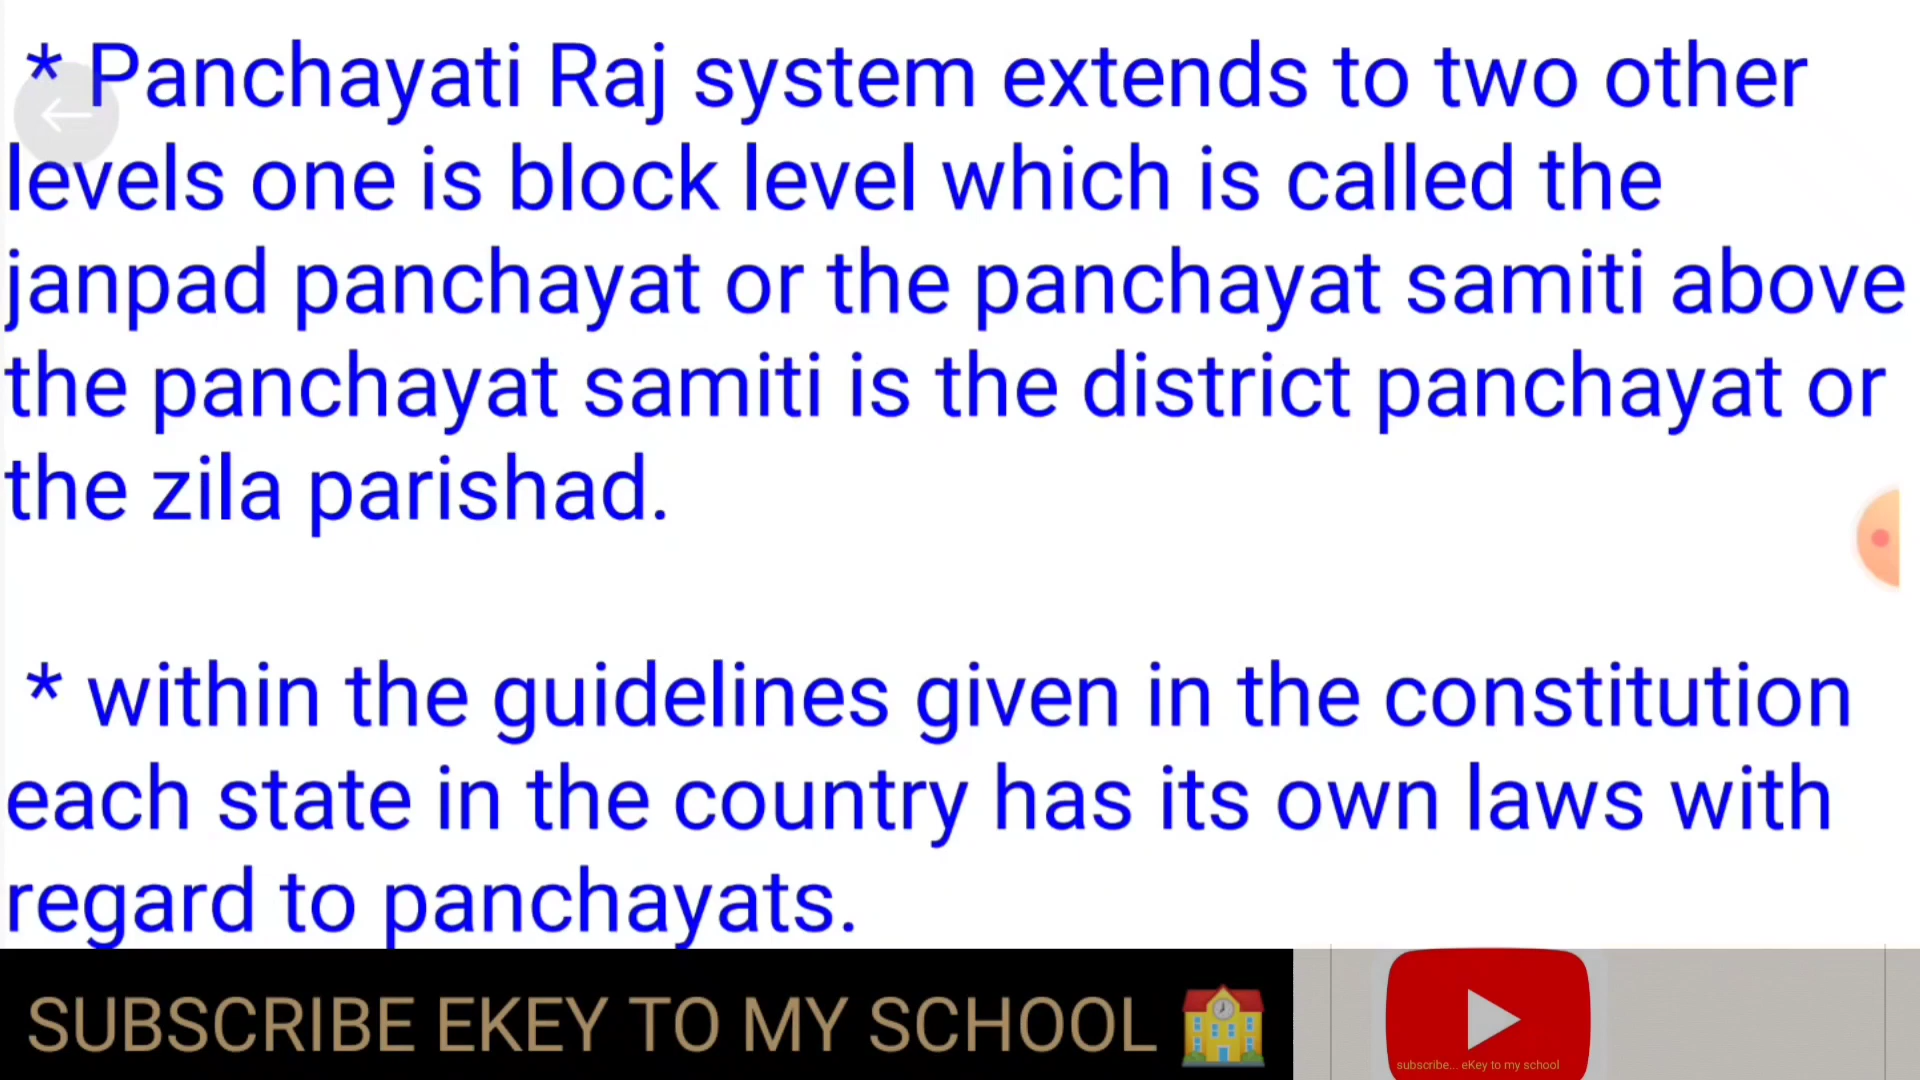 * Panchayati Raj system extends to two other
levels one is block level which is called the
janpad panchayat or the panchayat samiti above
the panchayat samiti is the district panchayat or
the zila parishad.
* within the guidelines given in the constitution
each state in the country has its own laws with
regard to panchayats.
SUBSCRIBE EKEY TO MY SCHOOL
subscribe... eKey to my school